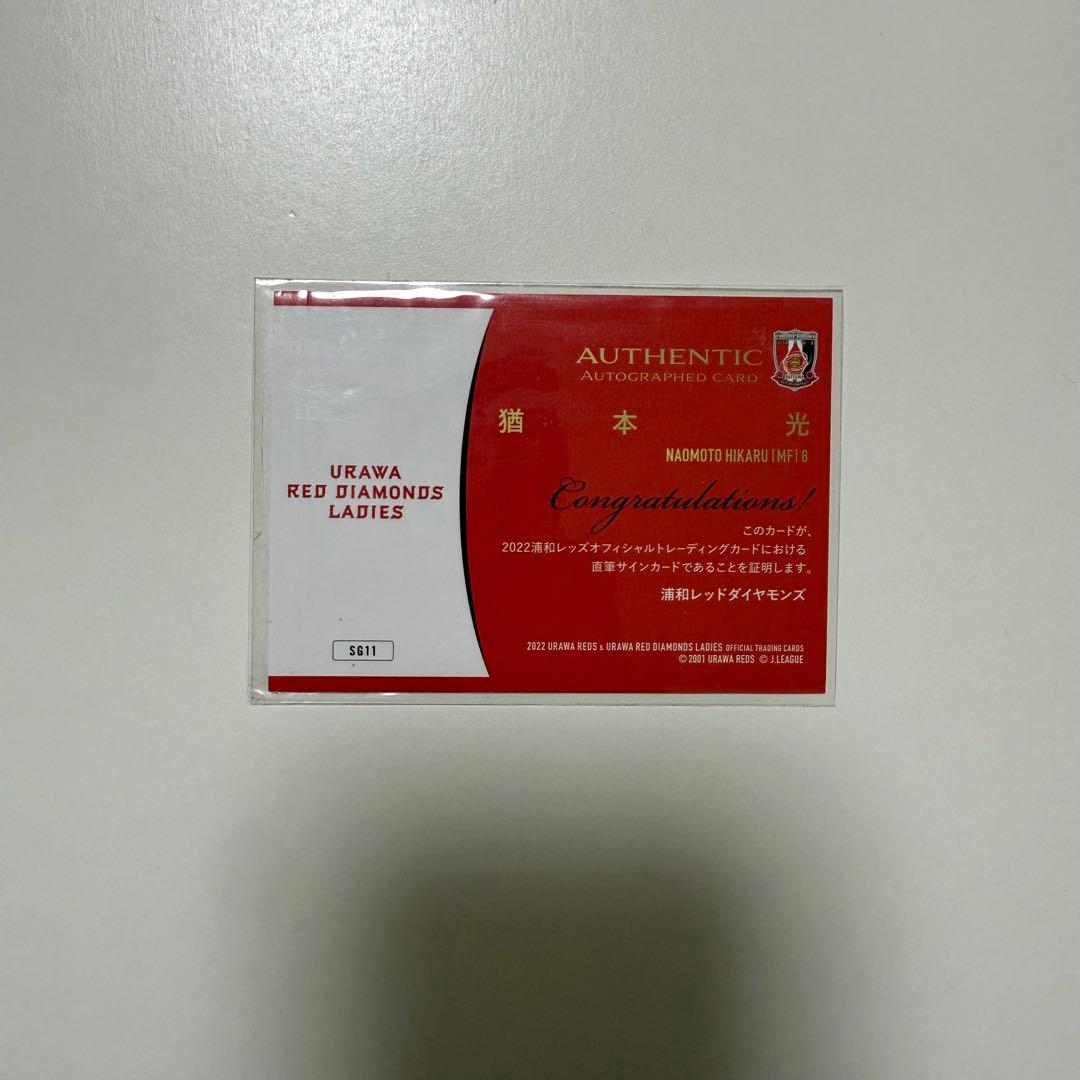 URAWA
RED DIAMONDS
LADIES
SG11
AUTHENTIC
AUTOGRAPHED CARD
猶本光
NAOMOTO HIKARU [MF] 8
Congratulations!
このカードが、
2022浦和レッズオフィシャルトレーディングカードにおける
直筆サインカードであることを証明します。
浦和レッドダイヤモンズ
2022 URAWA REDS & URAWA RED DIAMONDS LADIES OFFICIAL TRADING CARDS
© 2001 URAWA REDS © J.LEAGUE